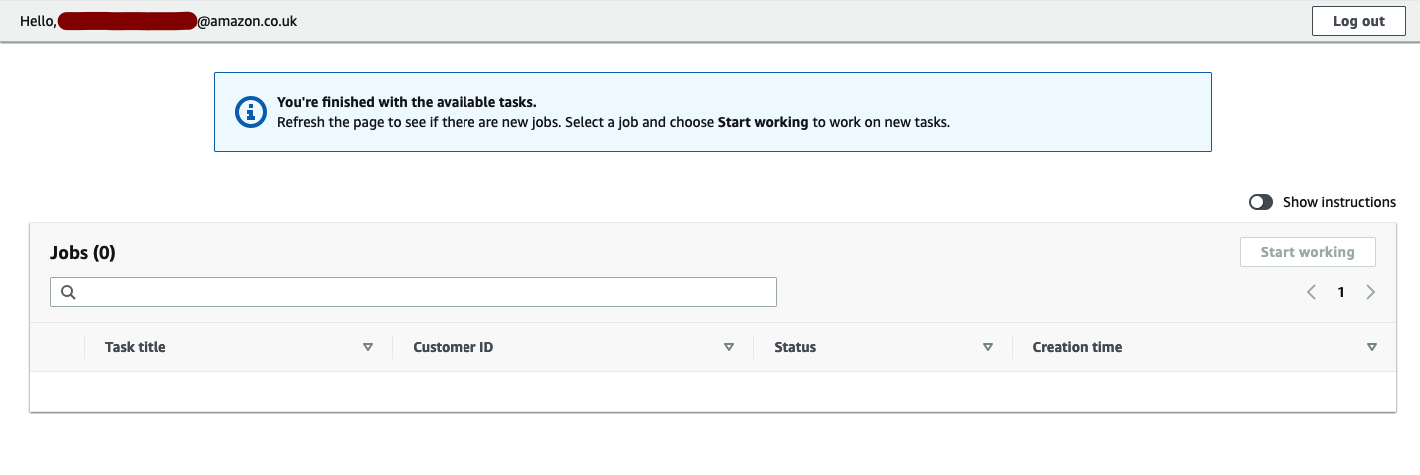 Hello, @amazon.co.uk
Log out
You're finished with the available tasks.
Refresh the page to see if there are new jobs. Select a job and choose Start working to work on new tasks.
Show instructions
Jobs (0)
Start working
1
Task title
Customer ID
Status
Creation time